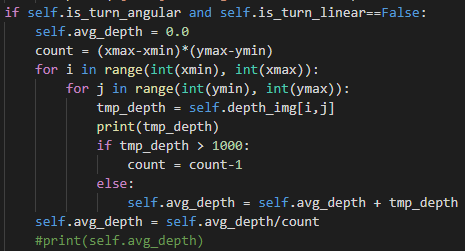 if self.is_turn_angular and self.is_turn_linear==False:
    self.avg_depth = 0.0
    count = (xmax-xmin)*(ymax-ymin)
    for i in range(int(xmin), int(xmax)):
        for j in range(int(ymin), int(ymax)):
            tmp_depth = self.depth_img[i,j]
            print(tmp_depth)
            if tmp_depth > 1000:
                count = count-1
            else:
                self.avg_depth = self.avg_depth + tmp_depth
    self.avg_depth = self.avg_depth/count
    #print(self.avg_depth)